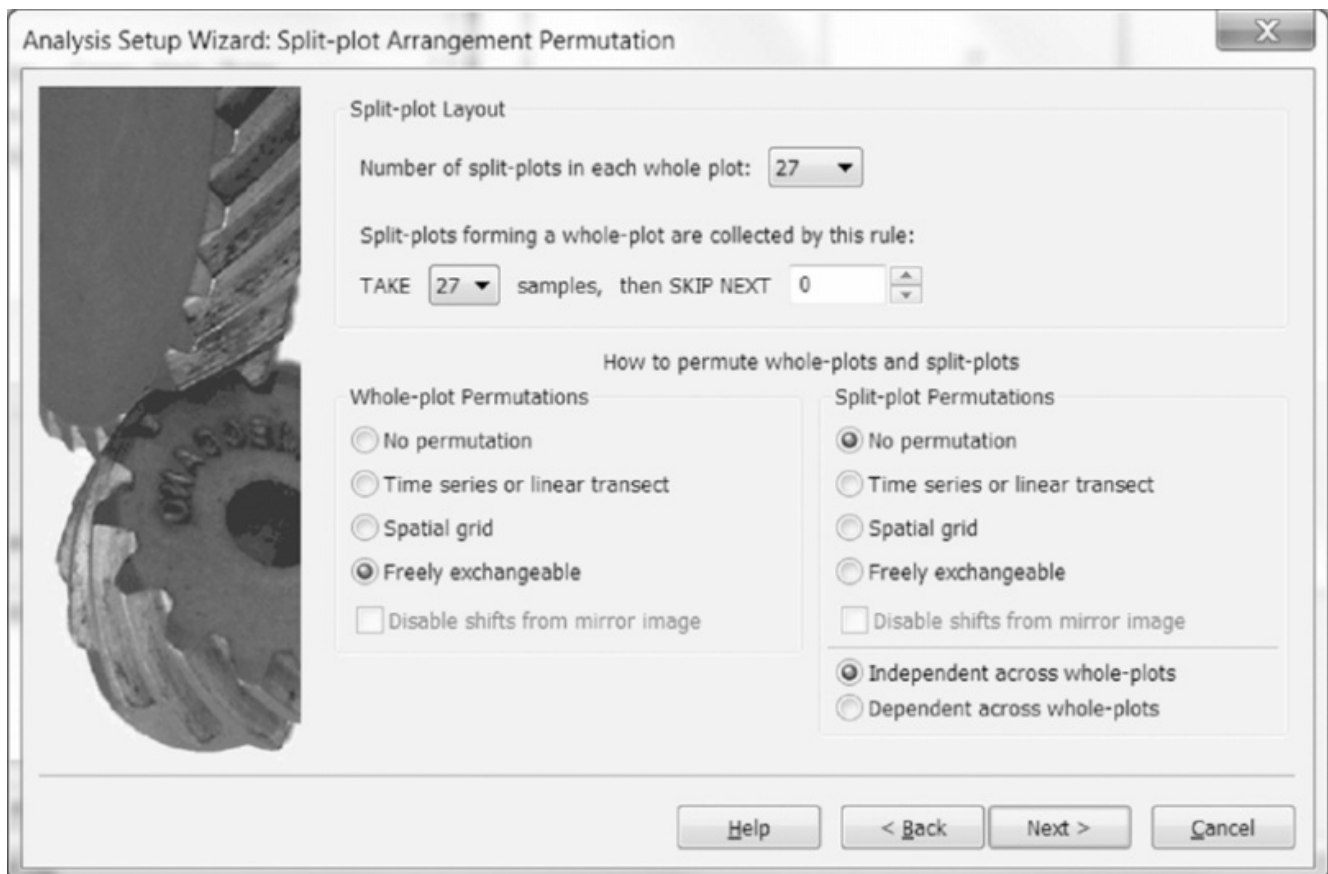 Analysis Setup Wizard: Split-plot Arrangement Permutation
X
Split-plot Layout
Number of split-plots in each whole plot: 27
Split-plots forming a whole-plot are collected by this rule:
TAKE 27 samples, then SKIP NEXT 0
How to permute whole-plots and split-plots
Whole-plot Permutations
No permutation
Time series or linear transect
Spatial grid
Freely exchangeable
Disable shifts from mirror image
Split-plot Permutations
No permutation
Time series or linear transect
Spatial grid
Freely exchangeable
Disable shifts from mirror image
Independent across whole-plots
Dependent across whole-plots
Help
< Back
Next >
Cancel